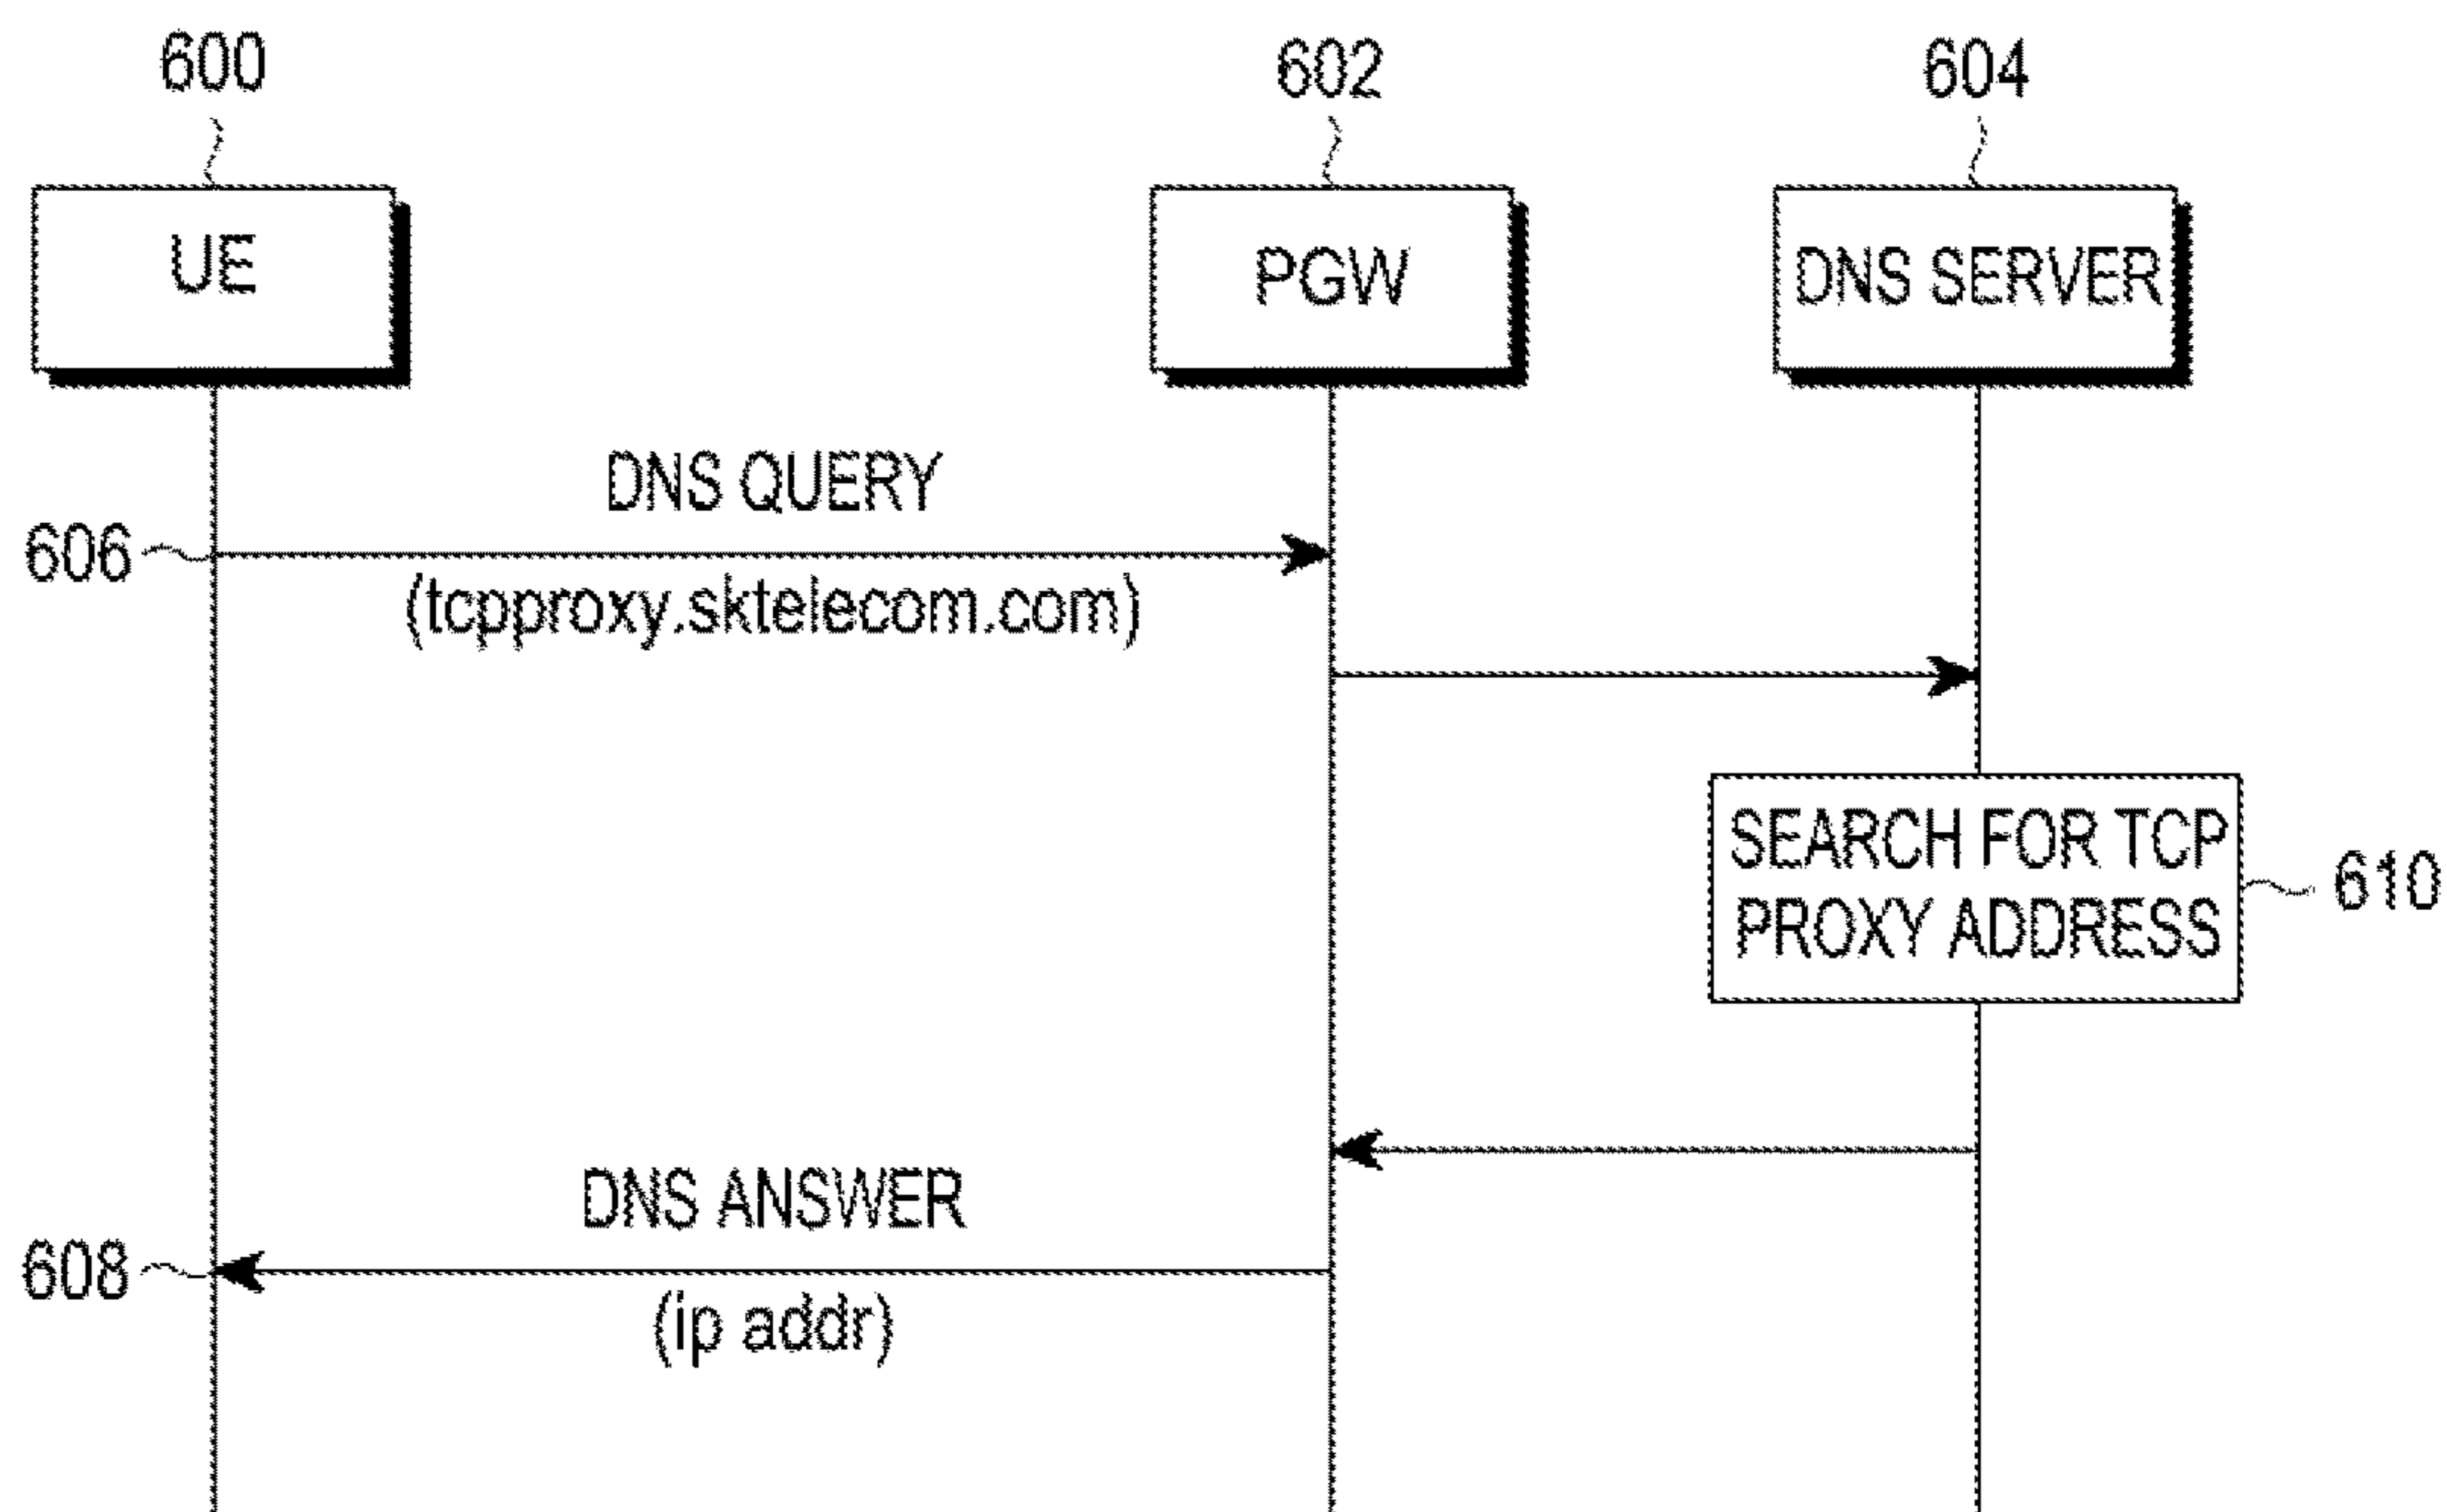 600
602
604
UE
PGW
DNS SERVER
DNS QUERY
606
(tcpproxy.sktelecom.com)
SEARCH FOR TCP
PROXY ADDRESS
610
DNS ANSWER
608
(ip addr)